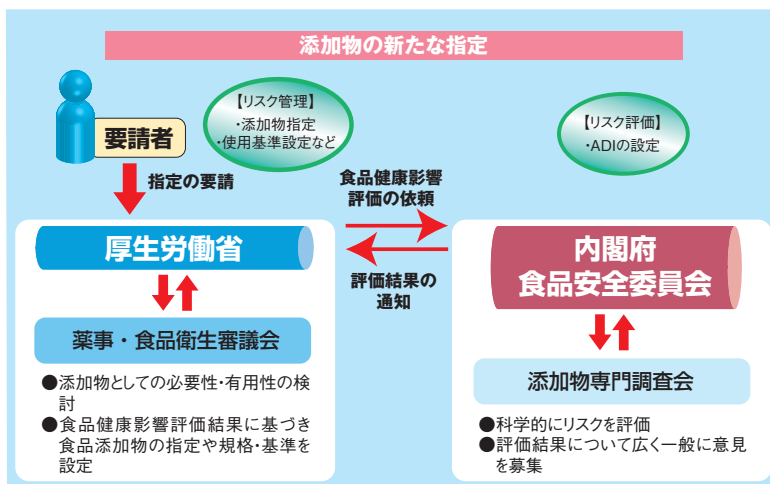 添加物の新たな指定
要請者
【リスク管理】
・添加物指定
・使用基準設定など
【リスク評価】
・ADIの設定
指定の要請
食品健康影響
評価の依頼
評価結果の
通知
厚生労働省
薬事・食品衛生審議会
●添加物としての必要性・有用性の検
討
●食品健康影響評価結果に基づき
食品添加物の指定や規格・基準を
設定
内閣府
食品安全委員会
添加物専門調査会
●科学的にリスクを評価
●評価結果について広く一般に意見
を募集